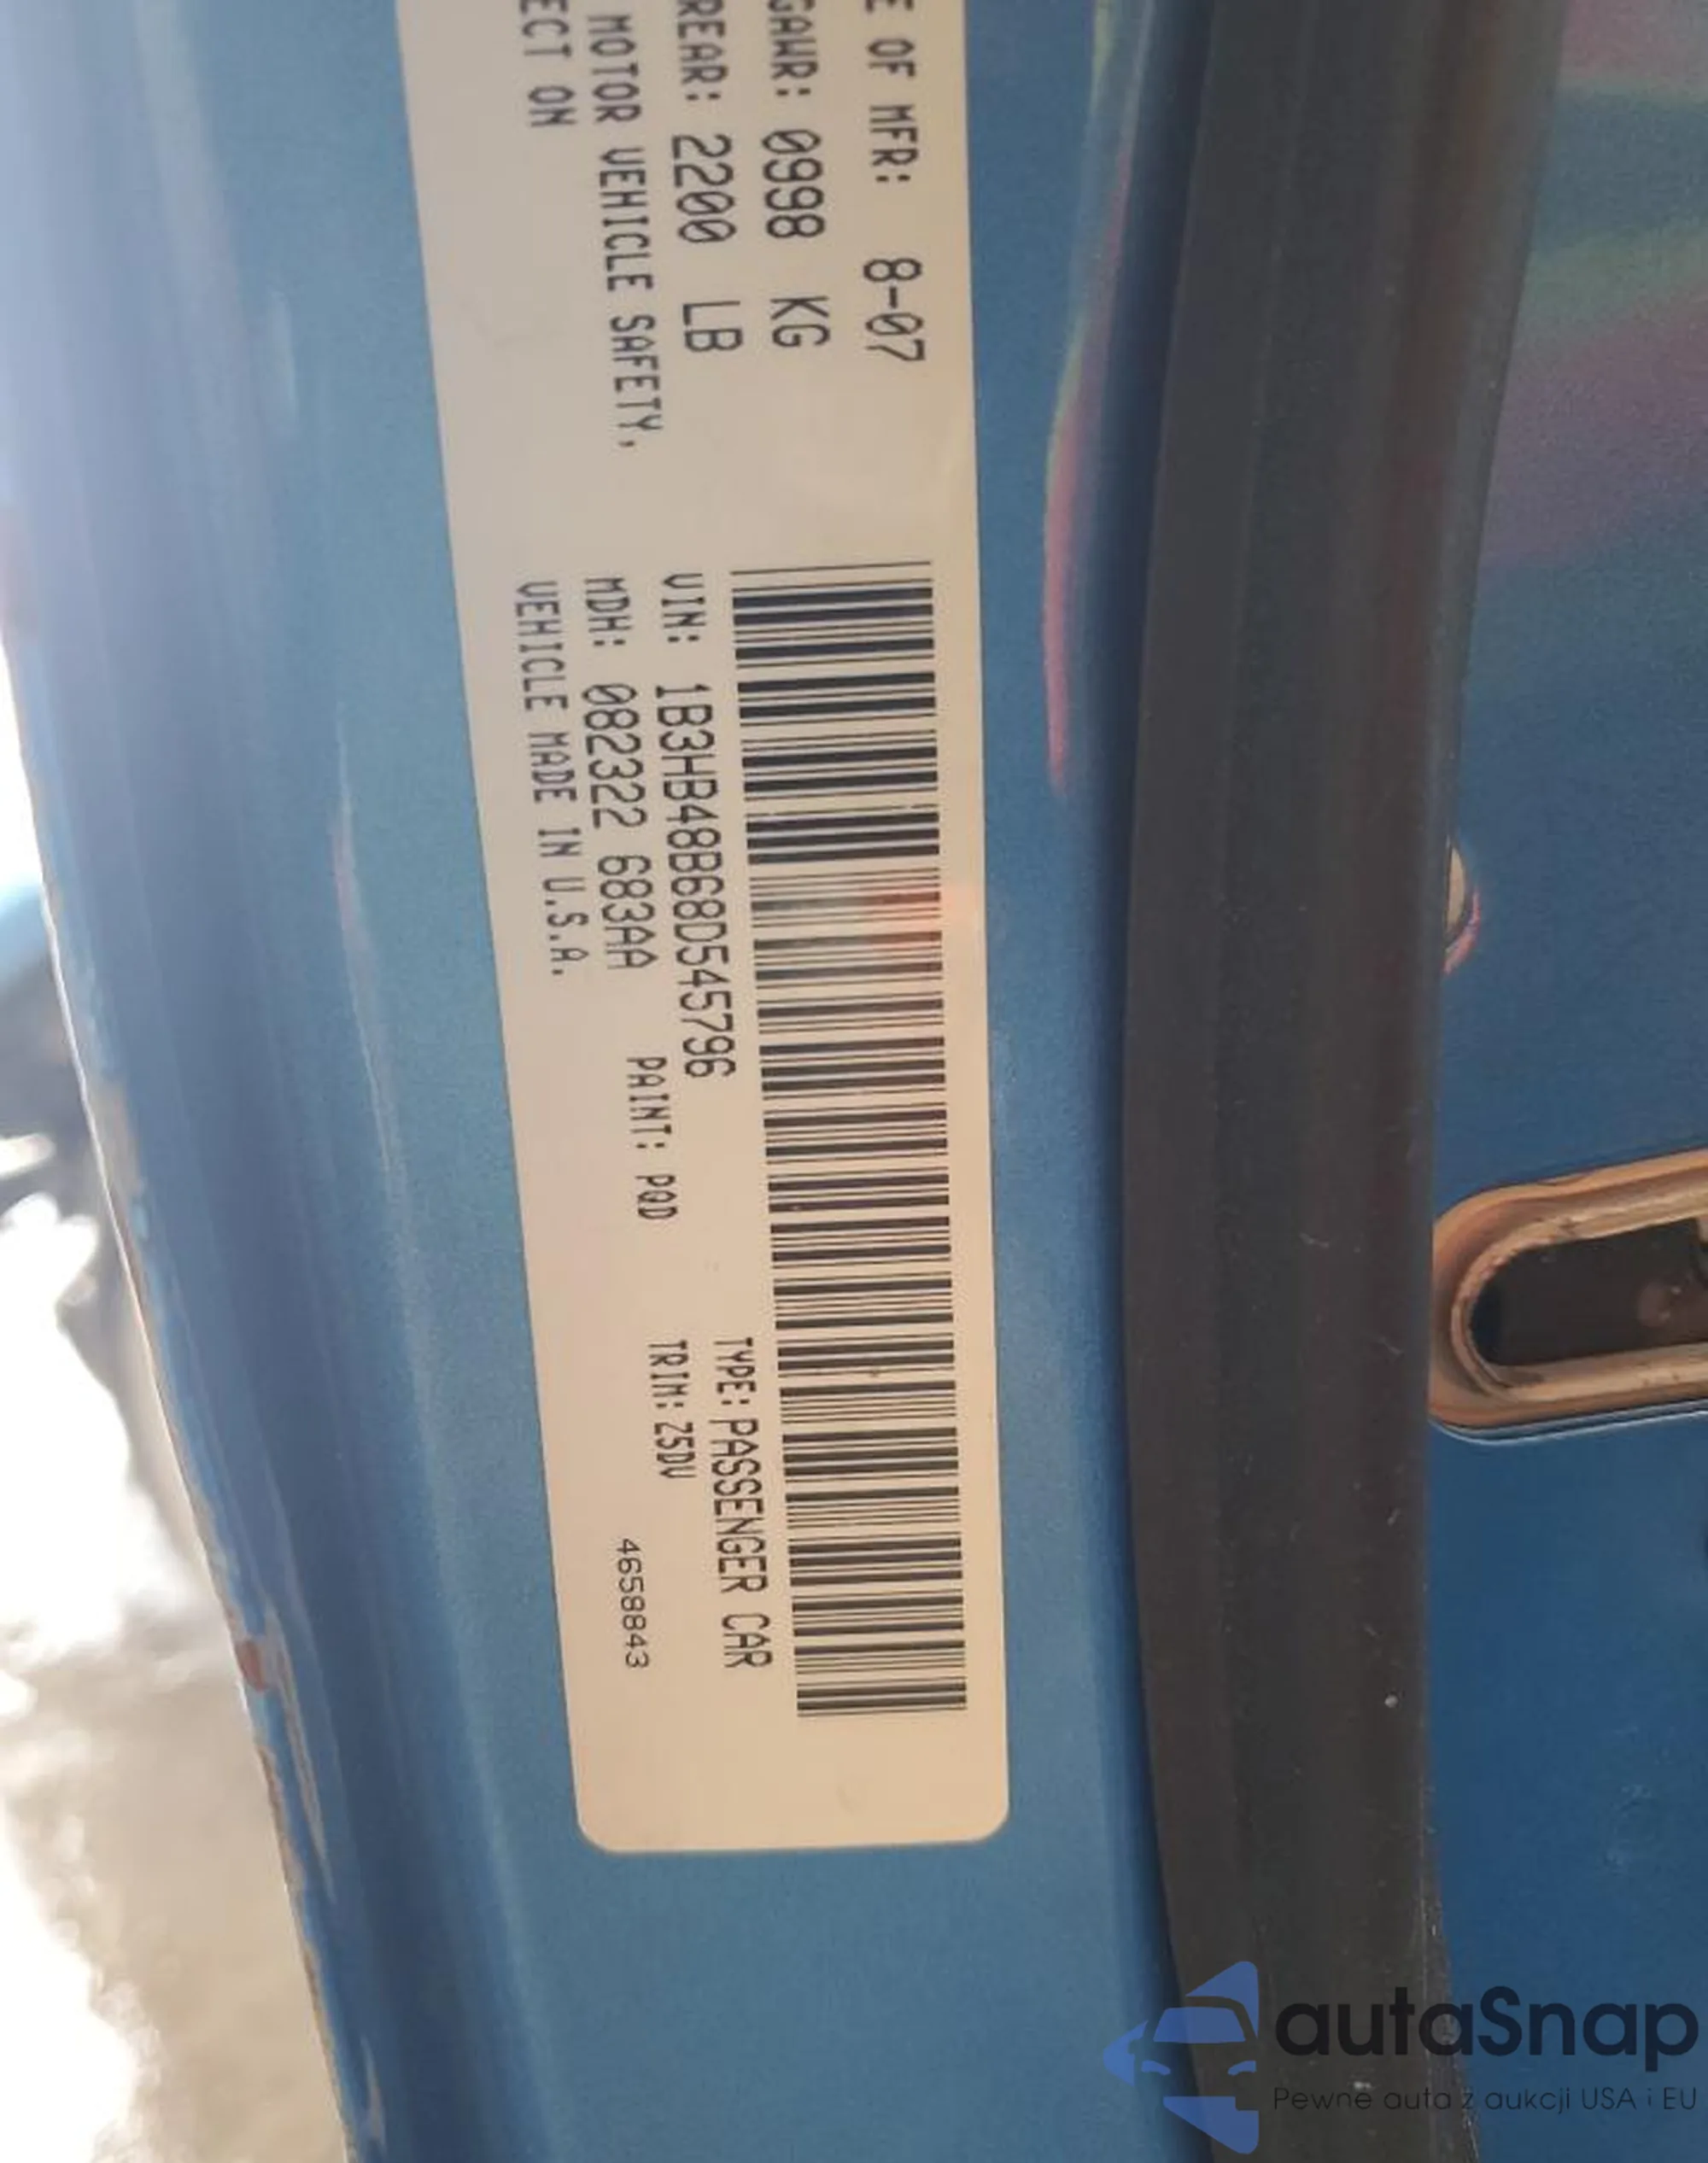 E OF MFR: 8-07
GAWR: 0998 KG
REAR: 2200 LB
MOTOR VEHICLE SAFETY,
ECT ON
VIN: 1B3HB48B68D545796
TYPE: PASSENGER CAR
MDH: 082322 683AA
PAINT: PQD
TRIM: Z5DV
VEHICLE MADE IN U.S.A.
4658843
autaSnap
Pewne auta z aukcji USA i EU